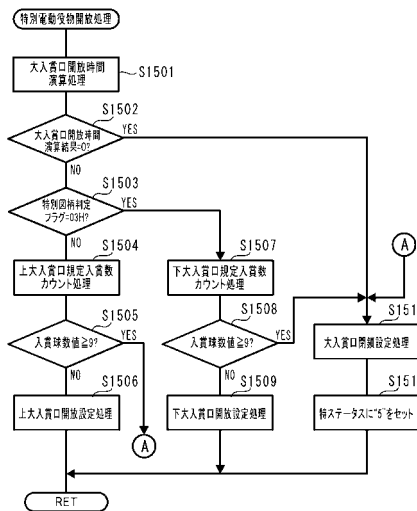 特別電動役物開放処理
S1501
大入賞口開放時間
演算処理
S1502
大入賞口開放時間
演算結果=0?
YES
NO
S1503
特別図柄判定
フラグ=03H?
YES
NO
S1504
上大入賞口規定入賞数
カウント処理
S1507
下大入賞口規定入賞数
カウント処理
A
S1505
入賞球数値≧9?
YES
NO
S1508
入賞球数値≧9?
YES
NO
S151
大入賞口閉鎖設定処理
S1506
上大入賞口開放設定処理
A
S1509
下大入賞口開放設定処理
S151
特ステータスに"5"をセット
RET